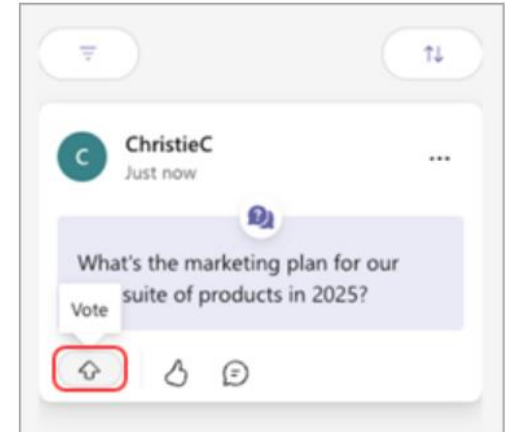 C
ChristieC
Just now
...
What's the marketing plan for our
suite of products in 2025?
Vote